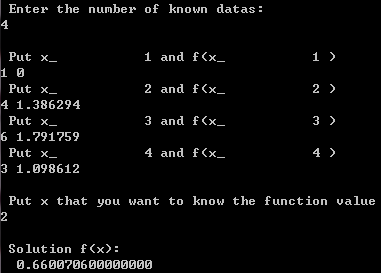 Enter the number of known datas:
4
Put x_ 1 and f(x_ 1 )
1 0
Put x_ 2 and f(x_ 2 )
4 1.386294
Put x_ 3 and f(x_ 3 )
6 1.791759
Put x_ 4 and f(x_ 4 )
3 1.098612
Put x that you want to know the function value
2
Solution f(x):
0.660070600000000